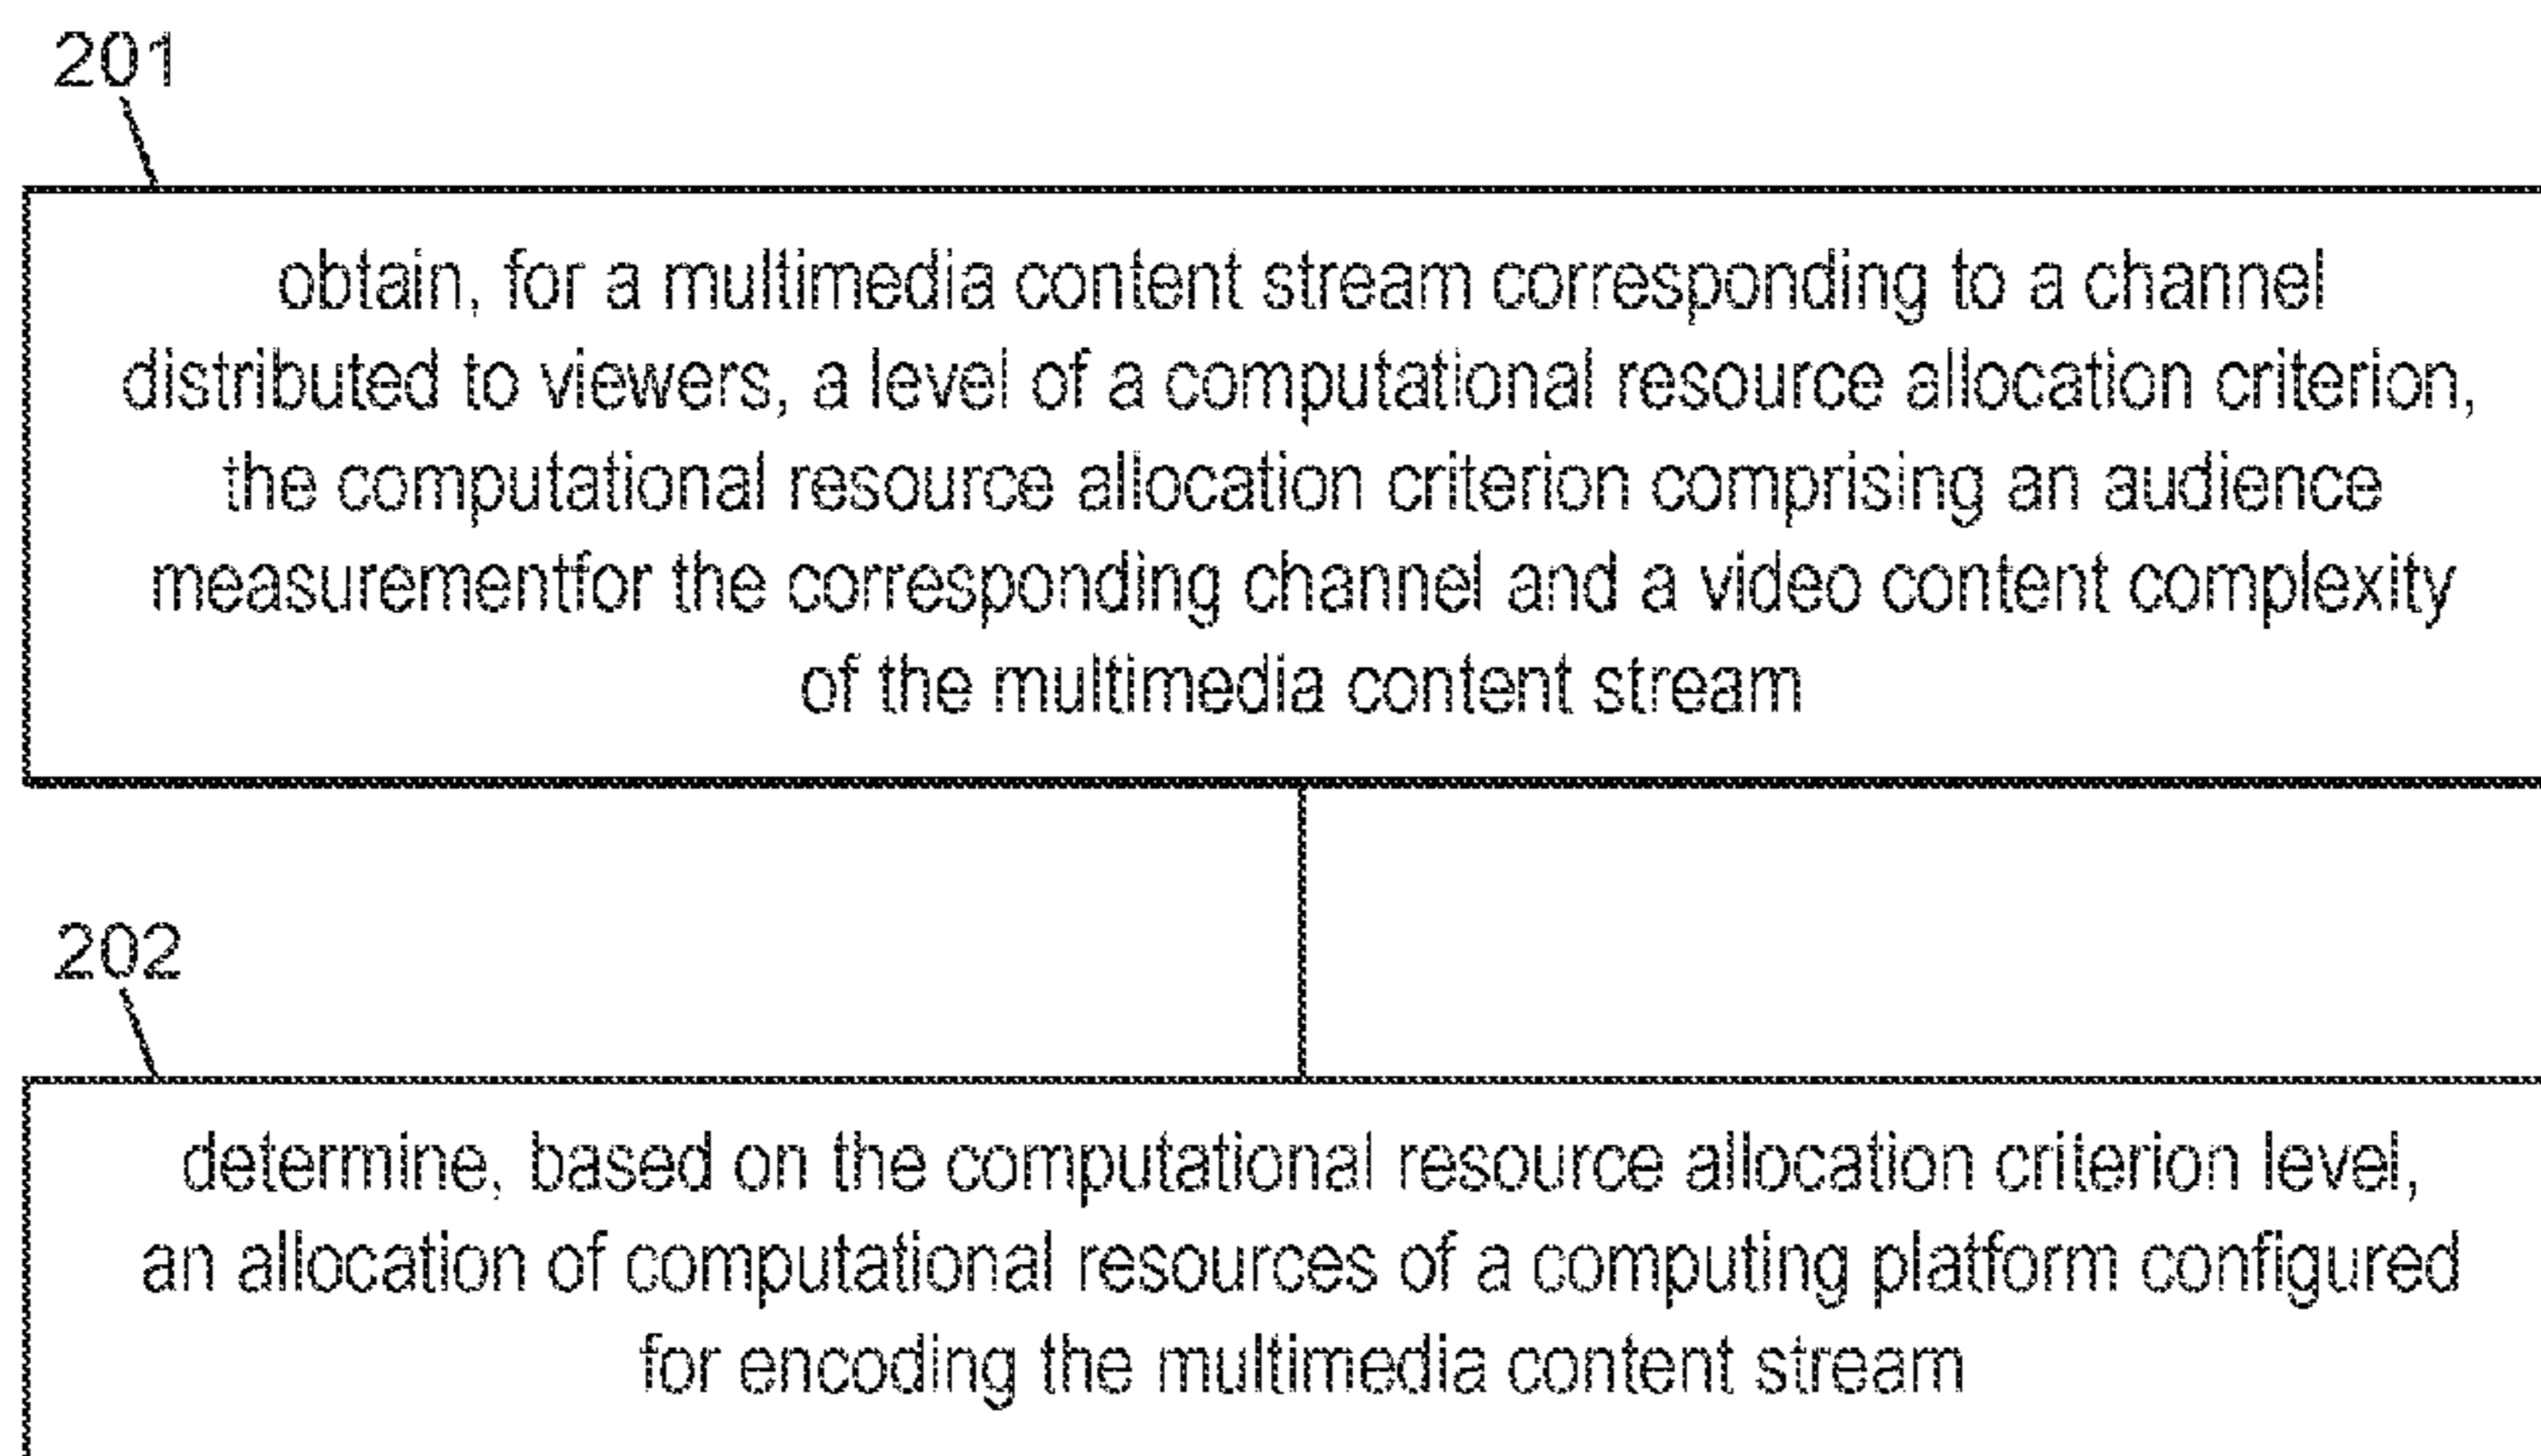 201
obtain, for a multimedia content stream corresponding to a channel
distributed to viewers, a level of a computational resource allocation criterion,
the computational resource allocation criterion comprising an audience
measurementfor the corresponding channel and a video content complexity
of the multimedia content stream
202
determine, based on the computational resource allocation criterion level,
an allocation of computational resources of a computing platform configured
for encoding the multimedia content stream